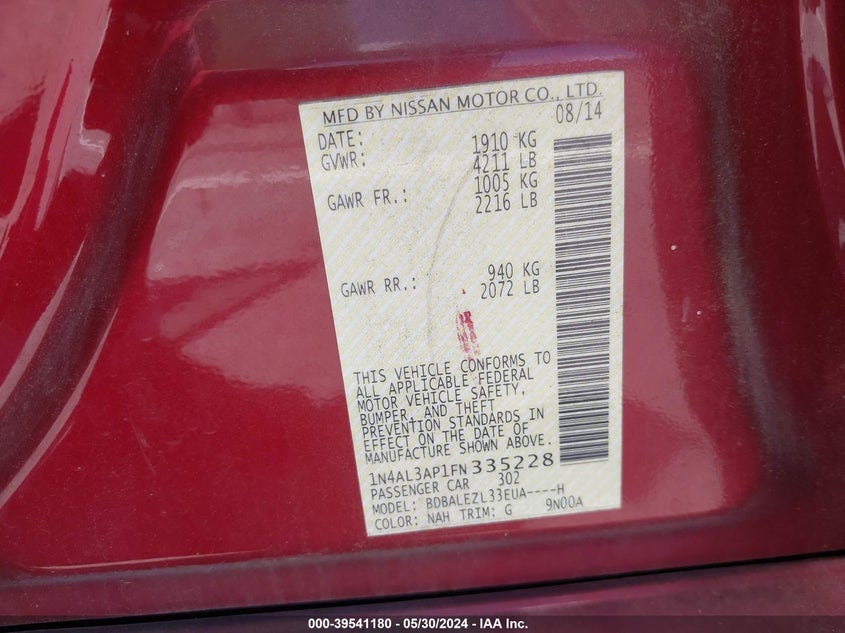 MFD BY NISSAN MOTOR CO., LTD.
DATE: 08/14
GVWR: 1910 KG
4211 LB
GAWR FR.: 1005 KG
2216 LB
GAWR RR.: 940 KG
2072 LB
THIS VEHICLE CONFORMS TO
ALL APPLICABLE FEDERAL
MOTOR VEHICLE SAFETY,
BUMPER, AND THEFT
PREVENTION STANDARDS IN
EFFECT ON THE DATE OF
MANUFACTURE SHOWN ABOVE.
1N4AL3AP1FN335228
PASSENGER CAR 302
MODEL: BDBALEZL33EUA----H
COLOR: NAH TRIM: G 9N00A
000-39541180 - 05/30/2024 - IAA Inc.